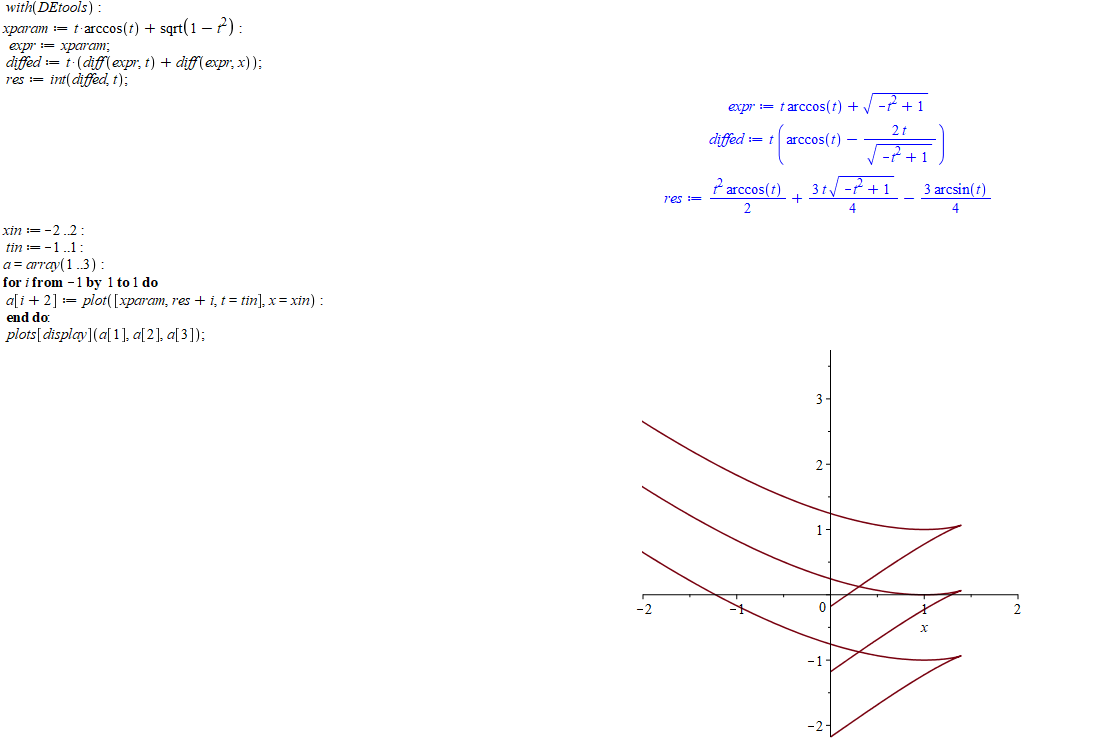 with(DEtools) :
xparam := t·arccos(t) + sqrt(1 − t²) :
expr := xparam;
diffed := t·(diff(expr, t) + diff(expr, x));
res := int(diffed, t);
expr := t arccos(t) + √(−t² + 1)
diffed := t (arccos(t) − 2 t / √(−t² + 1))
res := t² arccos(t) / 2 + 3 t √(−t² + 1) / 4 − 3 arcsin(t) / 4
xin := −2 ..2 :
tin := −1 ..1 :
a = array(1 ..3) :
for i from −1 by 1 to 1 do
a[i + 2] := plot([xparam, res + i, t = tin], x = xin) :
end do:
plots[display](a[1], a[2], a[3]);
3
2
1
−2 −1 0 1 2
x
−1
−2